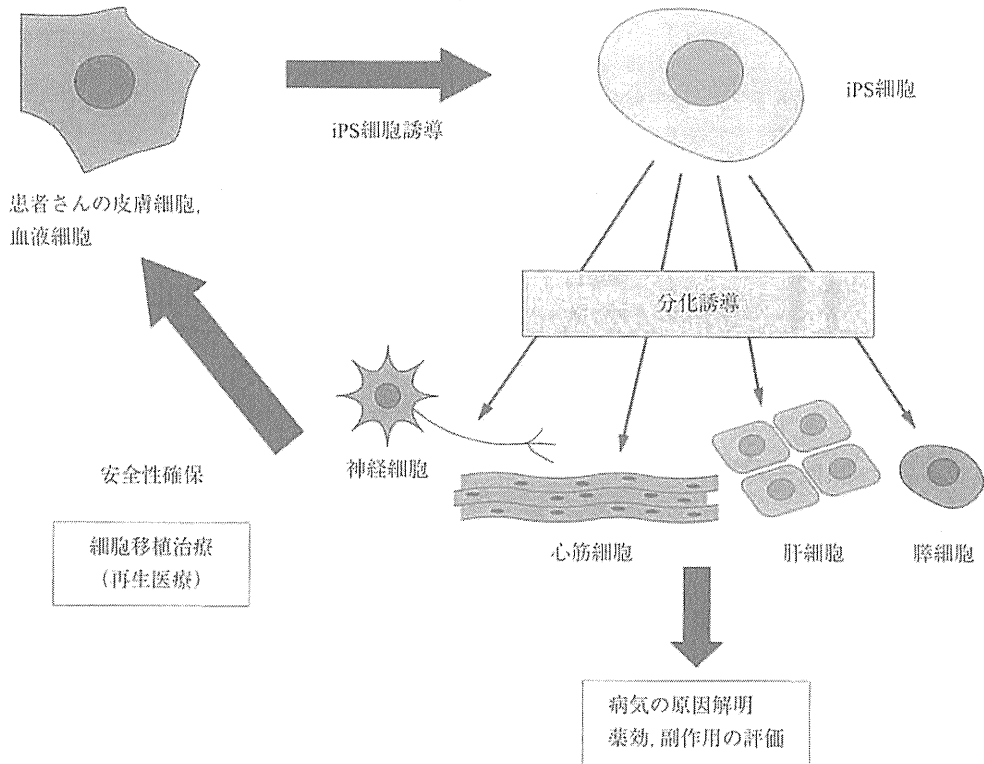 iPS細胞誘導
iPS細胞
患者さんの皮膚細胞,
血液細胞
分化誘導
神経細胞
安全性確保
細胞移植治療
(再生医療)
心筋細胞
肝細胞
膵細胞
病気の原因解明
薬効, 副作用の評価